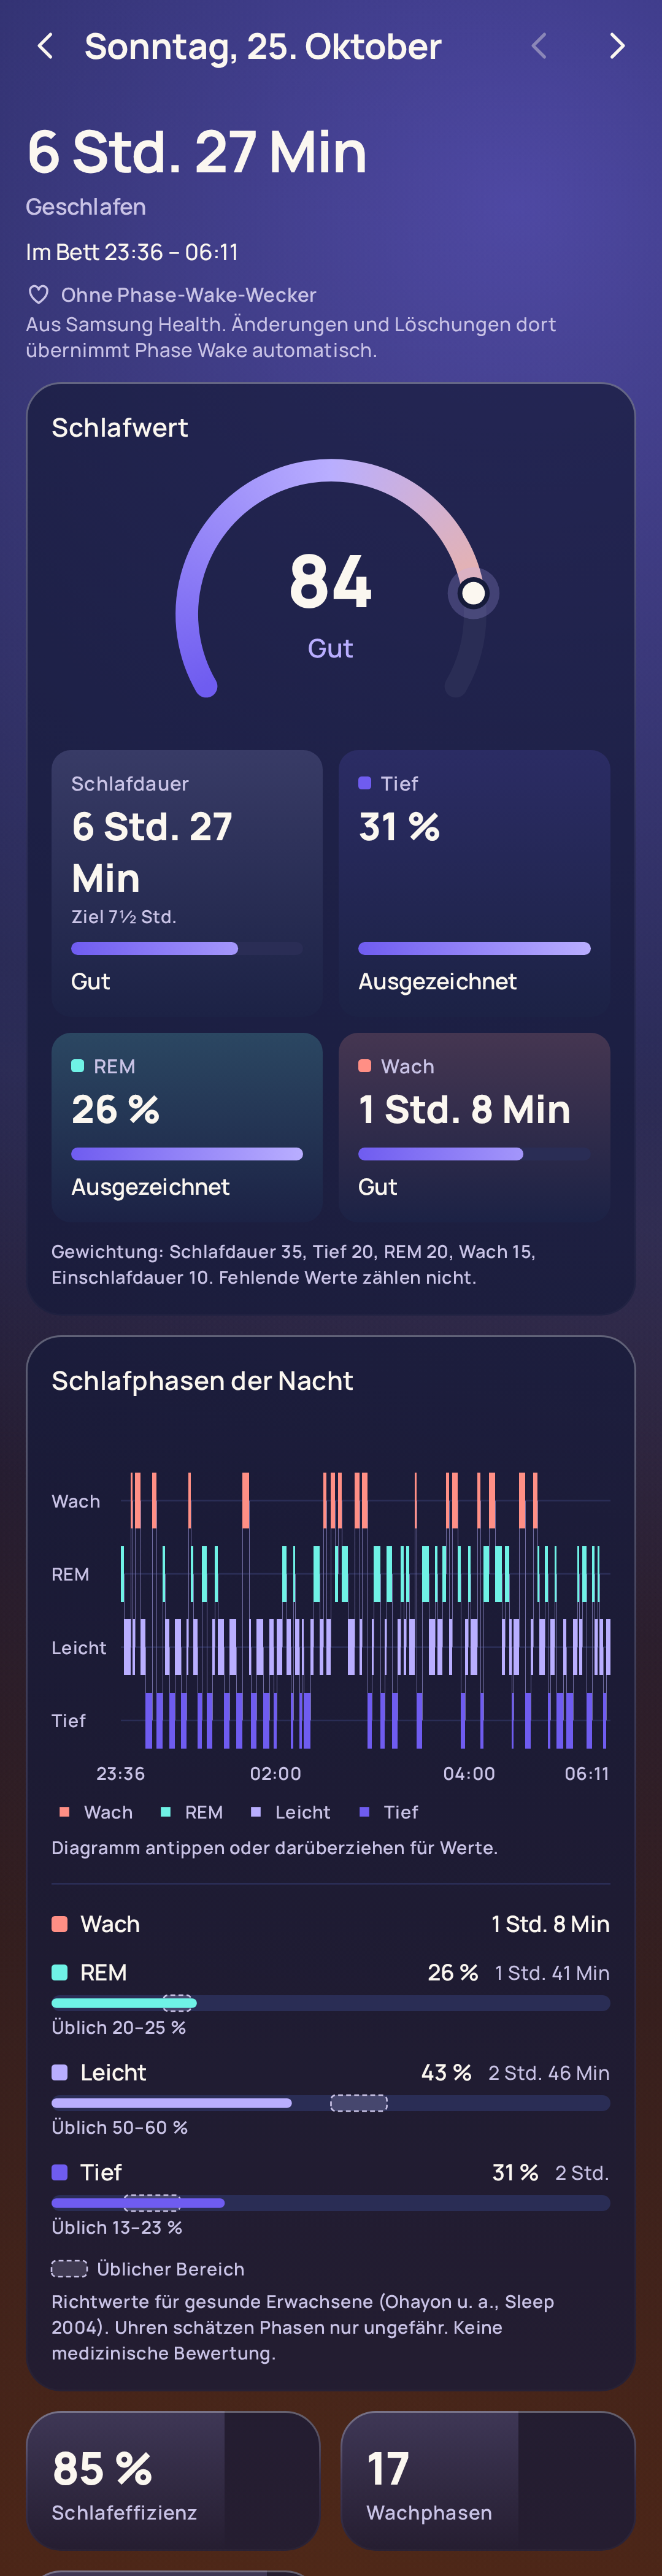 Sonntag, 25. Oktober
6 Std. 27 Min
Geschlafen
Im Bett 23:36 – 06:11
Ohne Phase-Wake-Wecker
Aus Samsung Health. Änderungen und Löschungen dort
übernimmt Phase Wake automatisch.
Schlafwert
84
Gut
Schlafdauer
6 Std. 27
Min
Ziel 7½ Std.
Gut
Tief
31 %
Ausgezeichnet
REM
26 %
Ausgezeichnet
Wach
1 Std. 8 Min
Gut
Gewichtung: Schlafdauer 35, Tief 20, REM 20, Wach 15,
Einschlafdauer 10. Fehlende Werte zählen nicht.
Schlafphasen der Nacht
Wach
REM
Leicht
Tief
23:36 02:00 04:00 06:11
Wach REM Leicht Tief
Diagramm antippen oder darüberziehen für Werte.
Wach 1 Std. 8 Min
REM 26 % 1 Std. 41 Min
Üblich 20–25 %
Leicht 43 % 2 Std. 46 Min
Üblich 50–60 %
Tief 31 % 2 Std.
Üblich 13–23 %
Üblicher Bereich
Richtwerte für gesunde Erwachsene (Ohayon u. a., Sleep
2004). Uhren schätzen Phasen nur ungefähr. Keine
medizinische Bewertung.
85 %
Schlafeffizienz
17
Wachphasen